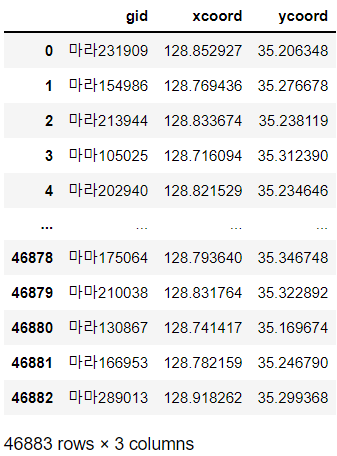 gid xcoord ycoord
0 마라231909 128.852927 35.206348
1 마라154986 128.769436 35.276678
2 마라213944 128.833674 35.238119
3 마마105025 128.716094 35.312390
4 마라202940 128.821529 35.234646
... ... ... ...
46878 마마175064 128.793640 35.346748
46879 마마210038 128.831764 35.322892
46880 마라130867 128.741417 35.169674
46881 마라166953 128.782159 35.246790
46882 마마289013 128.918262 35.299368
46883 rows × 3 columns